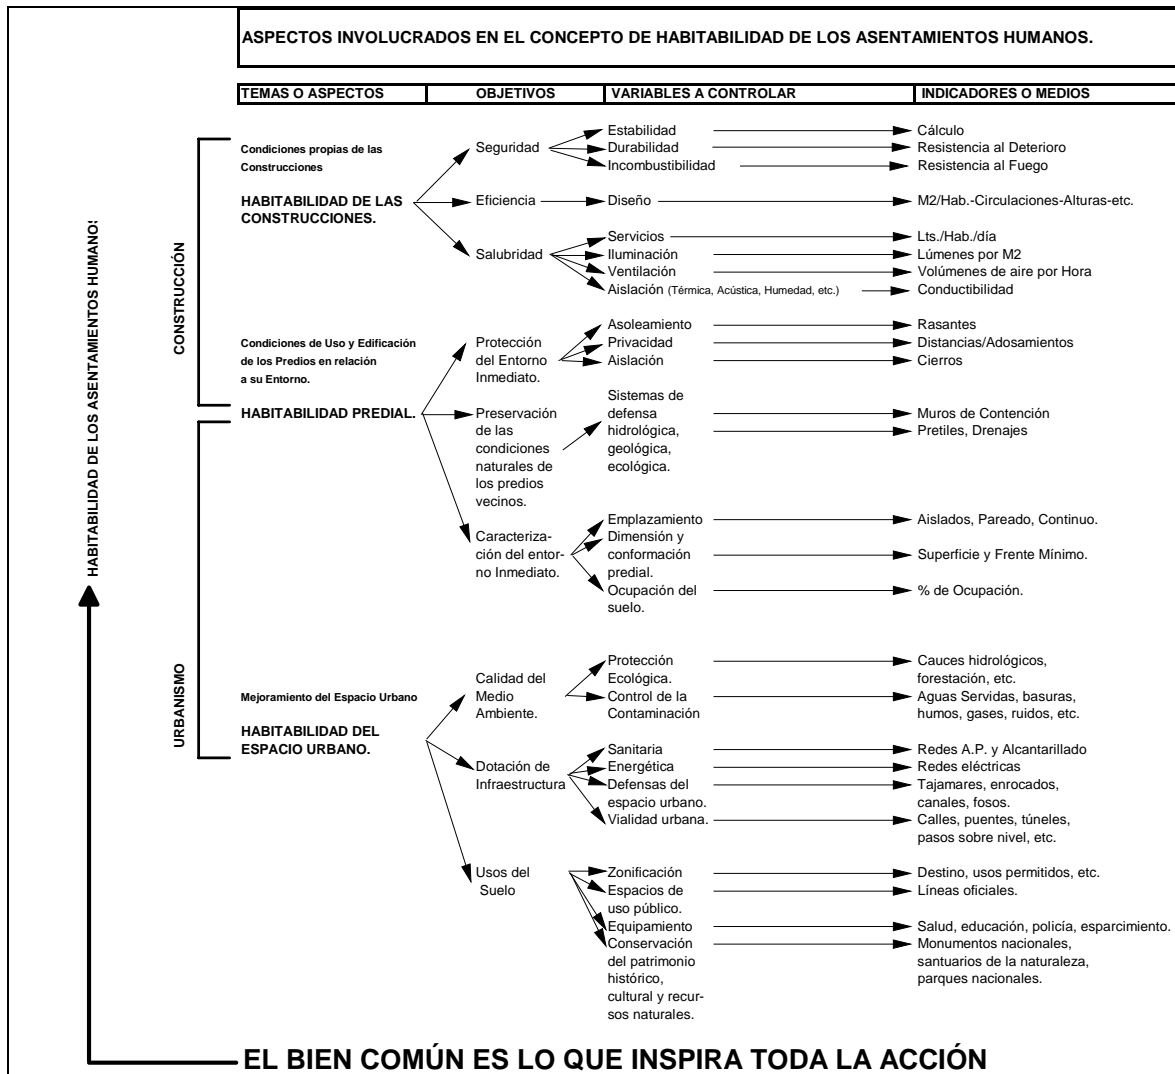 ASPECTOS INVOLUCRADOS EN EL CONCEPTO DE HABITABILIDAD DE LOS ASENTAMIENTOS HUMANOS.
TEMAS O ASPECTOS OBJETIVOS VARIABLES A CONTROLAR INDICADORES O MEDIOS
HABITABILIDAD DE LOS ASENTAMIENTOS HUMANOS
CONSTRUCCIÓN
Condiciones propias de las
Construcciones
HABITABILIDAD DE LAS
CONSTRUCCIONES.
Seguridad
Estabilidad Cálculo
Durabilidad Resistencia al Deterioro
Incombustibilidad Resistencia al Fuego
Eficiencia Diseño M2/Hab.-Circulaciones-Alturas-etc.
Salubridad
Servicios Lts./Hab./día
Iluminación Lúmenes por M2
Ventilación Volúmenes de aire por Hora
Aislación (Térmica, Acústica, Humedad, etc.) Conductibilidad
Condiciones de Uso y Edificación
de los Predios en relación
a su Entorno.
HABITABILIDAD PREDIAL.
Protección
del Entorno
Inmediato.
Asoleamiento Rasantes
Privacidad Distancias/Adosamientos
Aislación Cierros
Preservación
de las
condiciones
naturales de
los predios
vecinos.
Sistemas de
defensa
hidrológica,
geológica,
ecológica.
Muros de Contención
Pretiles, Drenajes
Caracteriza-
ción del entor-
no Inmediato.
Emplazamiento Aislados, Pareado, Continuo.
Dimensión y
conformación Superficie y Frente Mínimo.
predial.
Ocupación del % de Ocupación.
suelo.
URBANISMO
Mejoramiento del Espacio Urbano
HABITABILIDAD DEL
ESPACIO URBANO.
Calidad del
Medio
Ambiente.
Protección Cauces hidrológicos,
Ecológica. forestación, etc.
Control de la Aguas Servidas, basuras,
Contaminación humos, gases, ruidos, etc.
Dotación de
Infraestructura
Sanitaria Redes A.P. y Alcantarillado
Energética Redes eléctricas
Defensas del Tajamares, enrocados,
espacio urbano. canales, fosos.
Vialidad urbana. Calles, puentes, túneles,
pasos sobre nivel, etc.
Usos del
Suelo
Zonificación Destino, usos permitidos, etc.
Espacios de Líneas oficiales.
uso público.
Equipamiento Salud, educación, policía, esparcimiento.
Conservación Monumentos nacionales,
del patrimonio santuarios de la naturaleza,
histórico, parques nacionales.
cultural y recur-
sos naturales.
EL BIEN COMÚN ES LO QUE INSPIRA TODA LA ACCIÓN